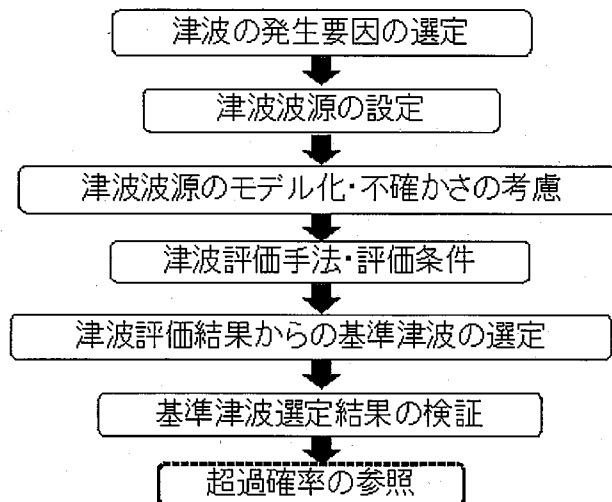 津波の発生要因の選定
津波波源の設定
津波波源のモデル化・不確かさの考慮
津波評価手法・評価条件
津波評価結果からの基準津波の選定
基準津波選定結果の検証
超過確率の参照